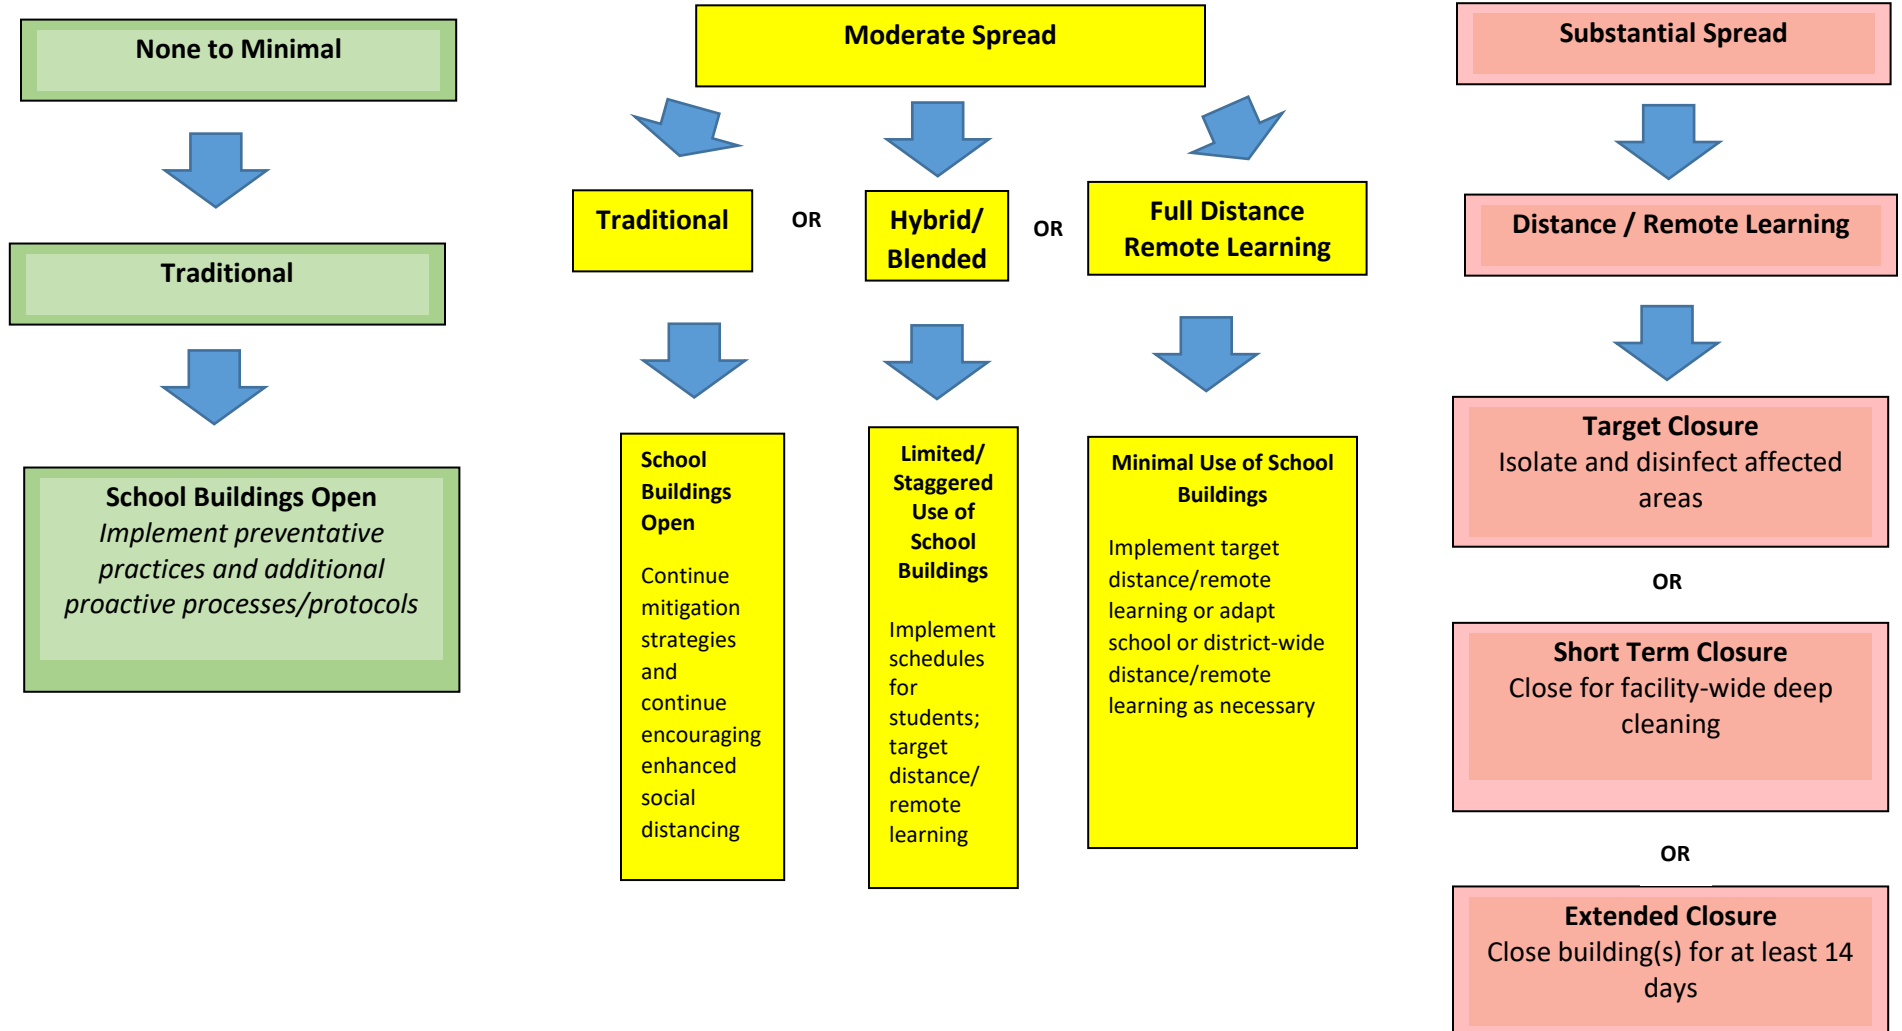 None to Minimal
Traditional
School Buildings Open
Implement preventative
practices and additional
proactive processes/protocols
Moderate Spread
Traditional
OR
Hybrid/
Blended
OR
Full Distance
Remote Learning
School
Buildings
Open
Continue
mitigation
strategies
and
continue
encouraging
enhanced
social
distancing
Limited/
Staggered
Use of
School
Buildings
Implement
schedules
for
students;
target
distance/
remote
learning
Minimal Use of School
Buildings
Implement target
distance/remote
learning or adapt
school or district-wide
distance/remote
learning as necessary
Substantial Spread
Distance / Remote Learning
Target Closure
Isolate and disinfect affected
areas
OR
Short Term Closure
Close for facility-wide deep
cleaning
OR
Extended Closure
Close building(s) for at least 14
days